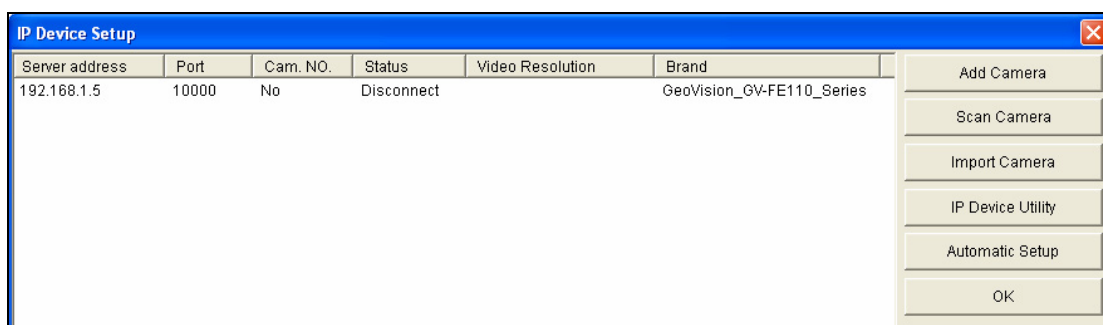 IP Device Setup
Server address Port Cam. NO. Status Video Resolution Brand
192.168.1.5 10000 No Disconnect GeoVision_GV-FE110_Series
Add Camera
Scan Camera
Import Camera
IP Device Utility
Automatic Setup
OK